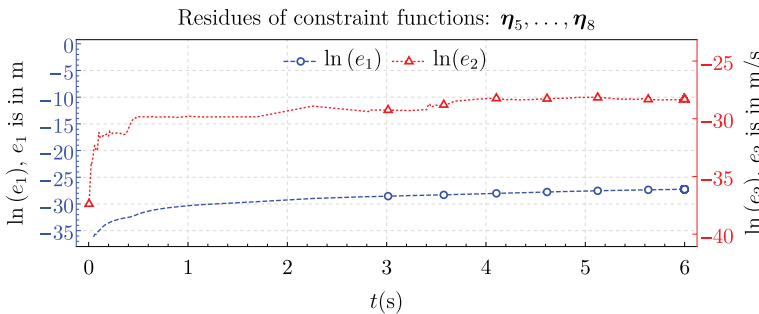 Residues of constraint functions: η₅, . . . , η₈
ln (e₁) ln(e₂)
ln (e₁), e₁ is in m
0
−5
−10
−15
−20
−25
−30
−35
−25
−30
−35
−40
ln (e₂), e₂ is in m/s
0 1 2 3 4 5 6
t(s)